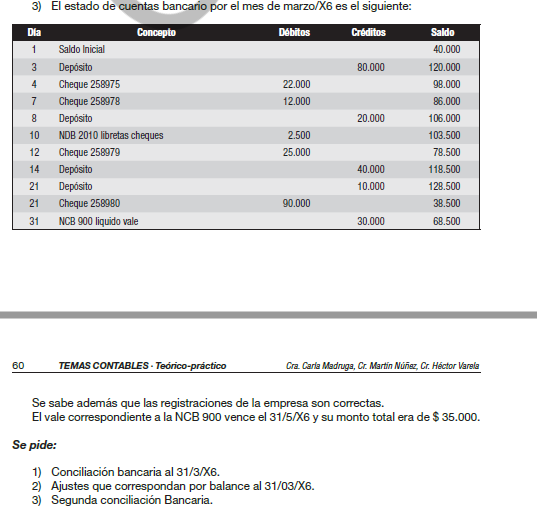 3) El estado de cuentas bancario por el mes de marzo/X6 es el siguiente:
Día Concepto Débitos Créditos Saldo
1 Saldo Inicial 40.000
3 Depósito 80.000 120.000
4 Cheque 258975 22.000 98.000
7 Cheque 258978 12.000 86.000
8 Depósito 20.000 106.000
10 NDB 2010 libretas cheques 2.500 103.500
12 Cheque 258979 25.000 78.500
14 Depósito 40.000 118.500
21 Depósito 10.000 128.500
21 Cheque 258980 90.000 38.500
31 NCB 900 liquido vale 30.000 68.500
60 TEMAS CONTABLES - Teórico-práctico Cra. Carla Madruga, Cr. Martín Núñez, Cr. Héctor Varela
Se sabe además que las registraciones de la empresa son correctas.
El vale correspondiente a la NCB 900 vence el 31/5/X6 y su monto total era de $ 35.000.
Se pide:
1) Conciliación bancaria al 31/3/X6.
2) Ajustes que correspondan por balance al 31/03/X6.
3) Segunda conciliación Bancaria.